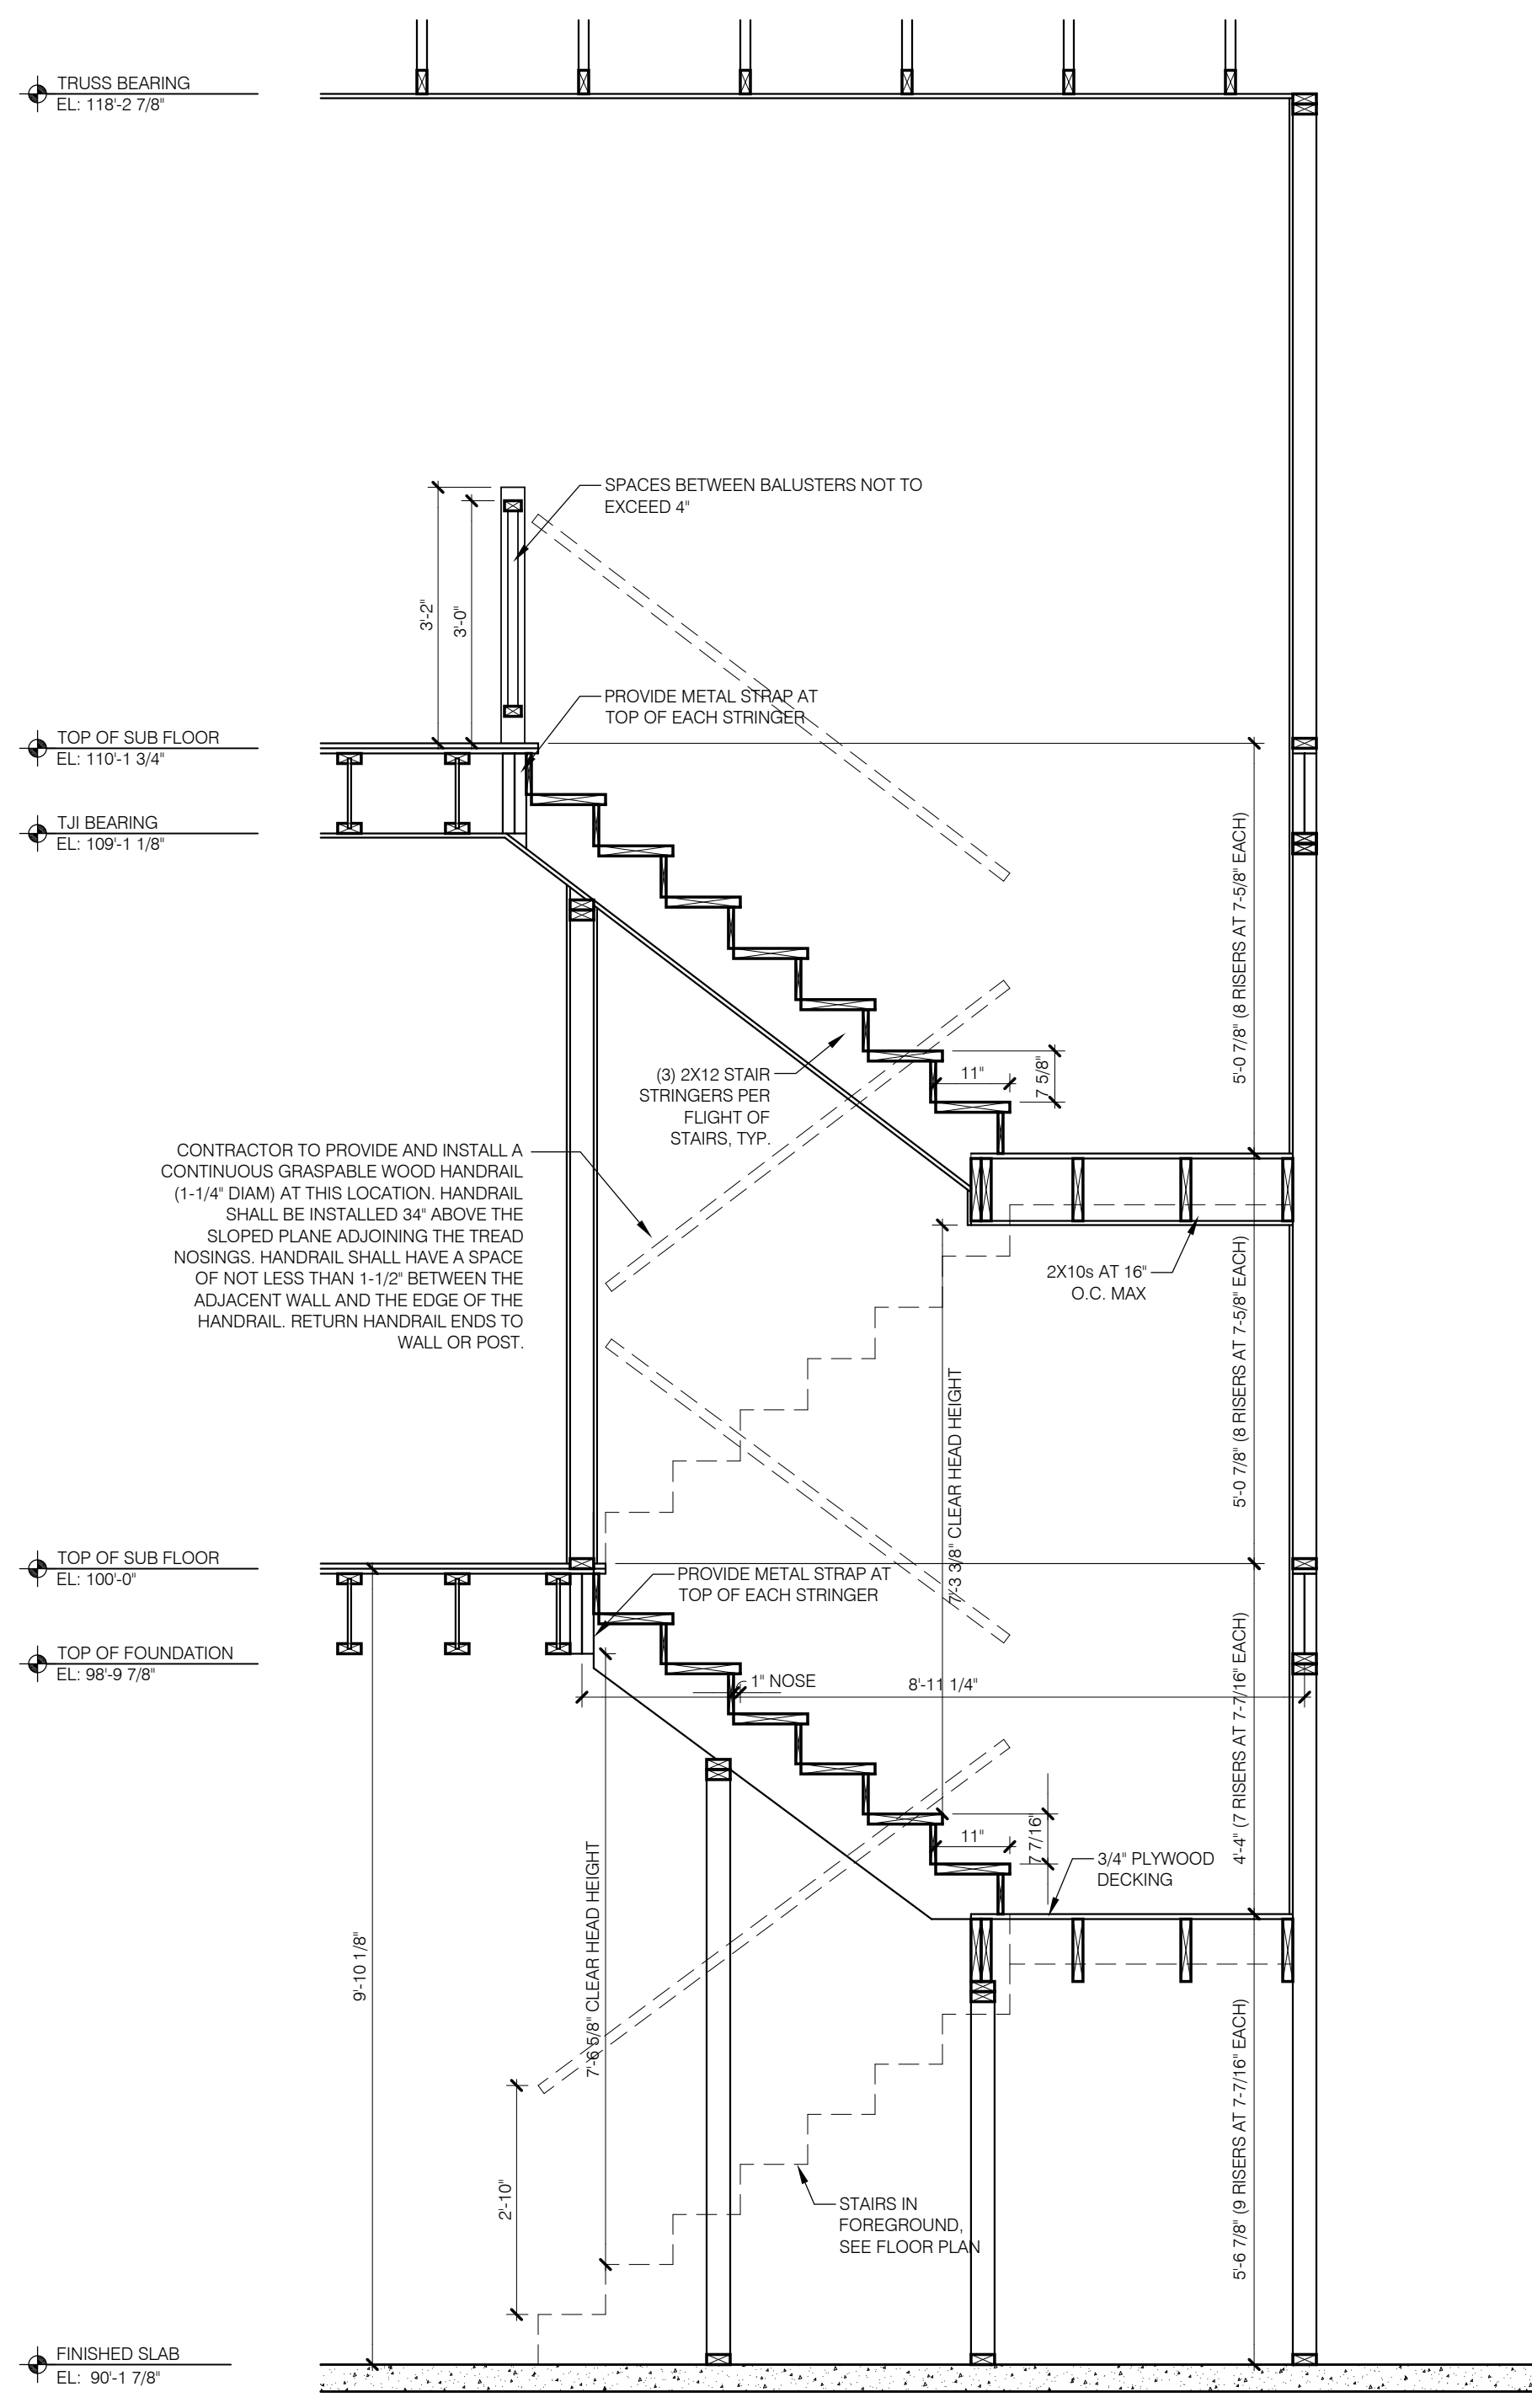 TRUSS BEARING
EL: 118'-2 7/8"
SPACES BETWEEN BALUSTERS NOT TO
EXCEED 4"
3'-2"
3'-0"
PROVIDE METAL STRAP AT
TOP OF EACH STRINGER
TOP OF SUB FLOOR
EL: 110'-1 3/4"
TJI BEARING
EL: 109'-1 1/8"
5'-0 7/8" (8 RISERS AT 7-5/8" EACH)
(3) 2X12 STAIR
STRINGERS PER
FLIGHT OF
STAIRS, TYP.
11"
7 5/8"
CONTRACTOR TO PROVIDE AND INSTALL A
CONTINUOUS GRASPABLE WOOD HANDRAIL
(1-1/4" DIAM) AT THIS LOCATION. HANDRAIL
SHALL BE INSTALLED 34" ABOVE THE
SLOPED PLANE ADJOINING THE TREAD
NOSINGS. HANDRAIL SHALL HAVE A SPACE
OF NOT LESS THAN 1-1/2" BETWEEN THE
ADJACENT WALL AND THE EDGE OF THE
HANDRAIL. RETURN HANDRAIL ENDS TO
WALL OR POST.
2X10s AT 16"
O.C. MAX
5'-0 7/8" (8 RISERS AT 7-5/8" EACH)
7'-3 3/8" CLEAR HEAD HEIGHT
TOP OF SUB FLOOR
EL: 100'-0"
PROVIDE METAL STRAP AT
TOP OF EACH STRINGER
TOP OF FOUNDATION
EL: 98'-9 7/8"
1" NOSE
8'-11 1/4"
4'-4" (7 RISERS AT 7-7/16" EACH)
11"
7 7/16"
3/4" PLYWOOD
DECKING
9'-10 1/8"
7'-6 5/8" CLEAR HEAD HEIGHT
2'-10"
STAIRS IN
FOREGROUND,
SEE FLOOR PLAN
5'-6 7/8" (9 RISERS AT 7-7/16" EACH)
FINISHED SLAB
EL: 90'-1 7/8"